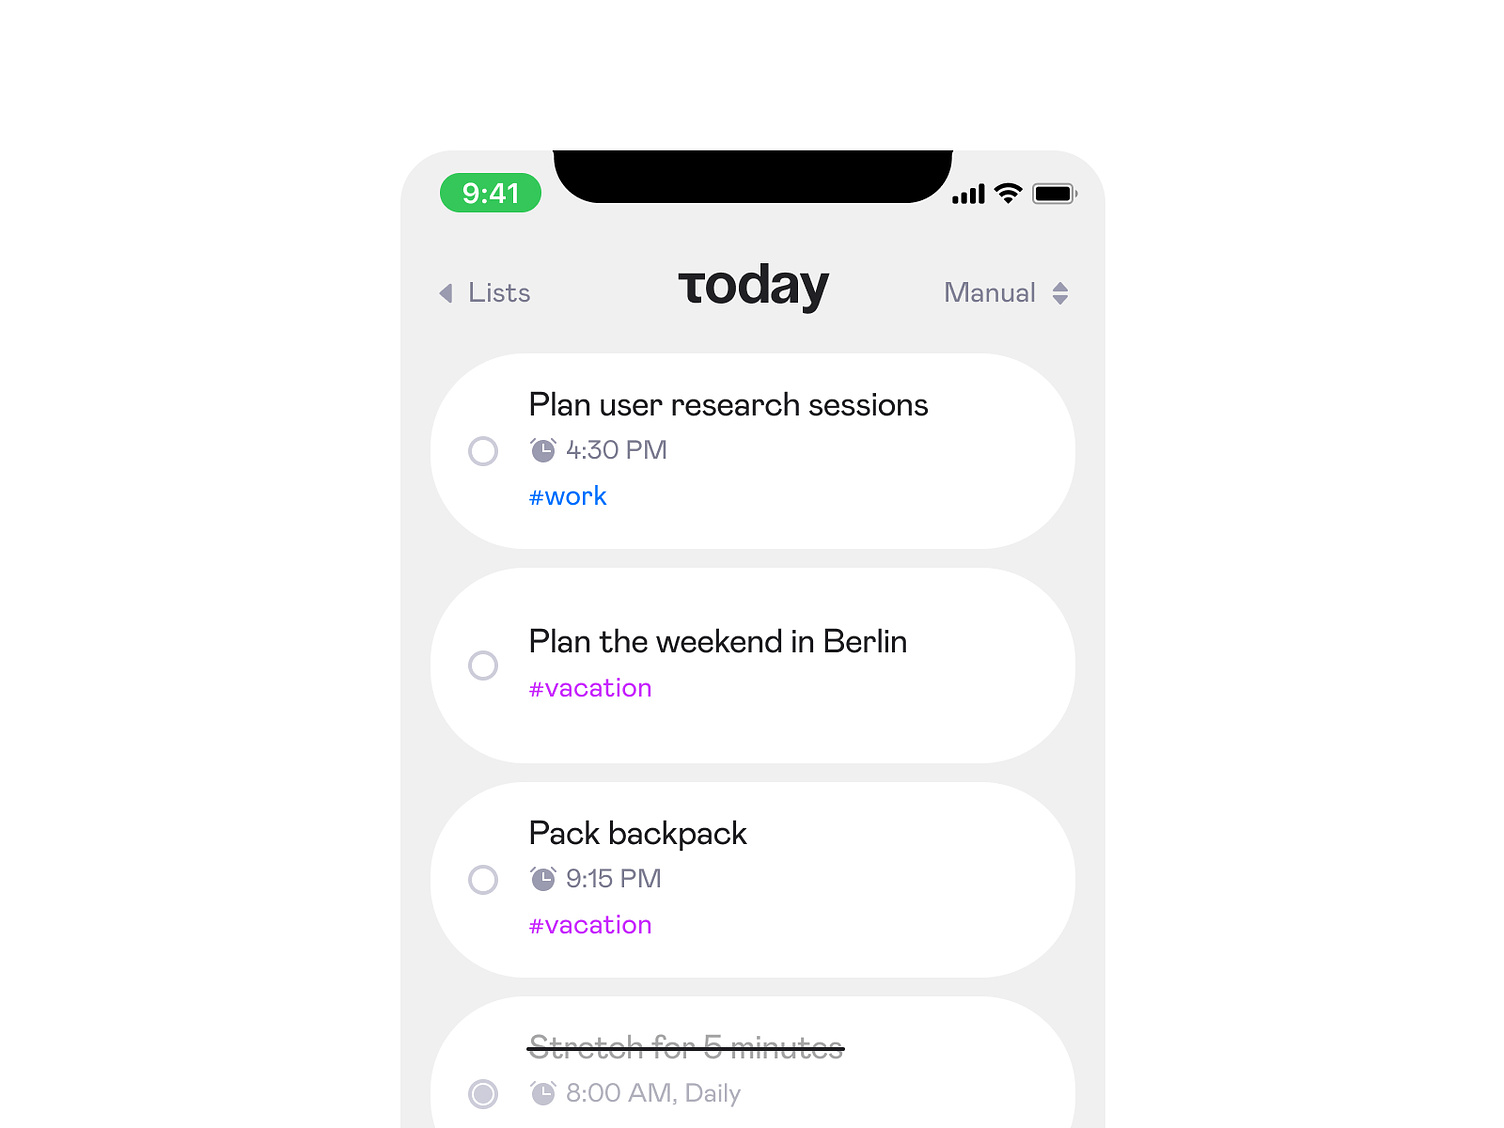 9:41
Lists
today
Manual
Plan user research sessions
4:30 PM
#work
Plan the weekend in Berlin
#vacation
Pack backpack
9:15 PM
#vacation
Stretch for 5 minutes
8:00 AM, Daily